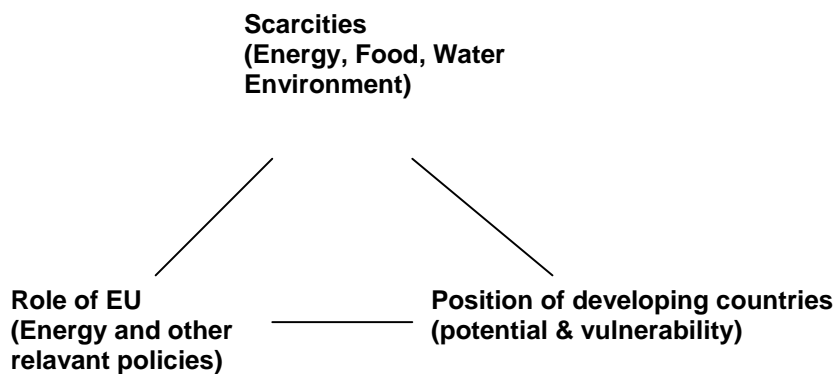 Scarcities
(Energy, Food, Water
Environment)
Role of EU
(Energy and other
relavant policies)
Position of developing countries
(potential & vulnerability)